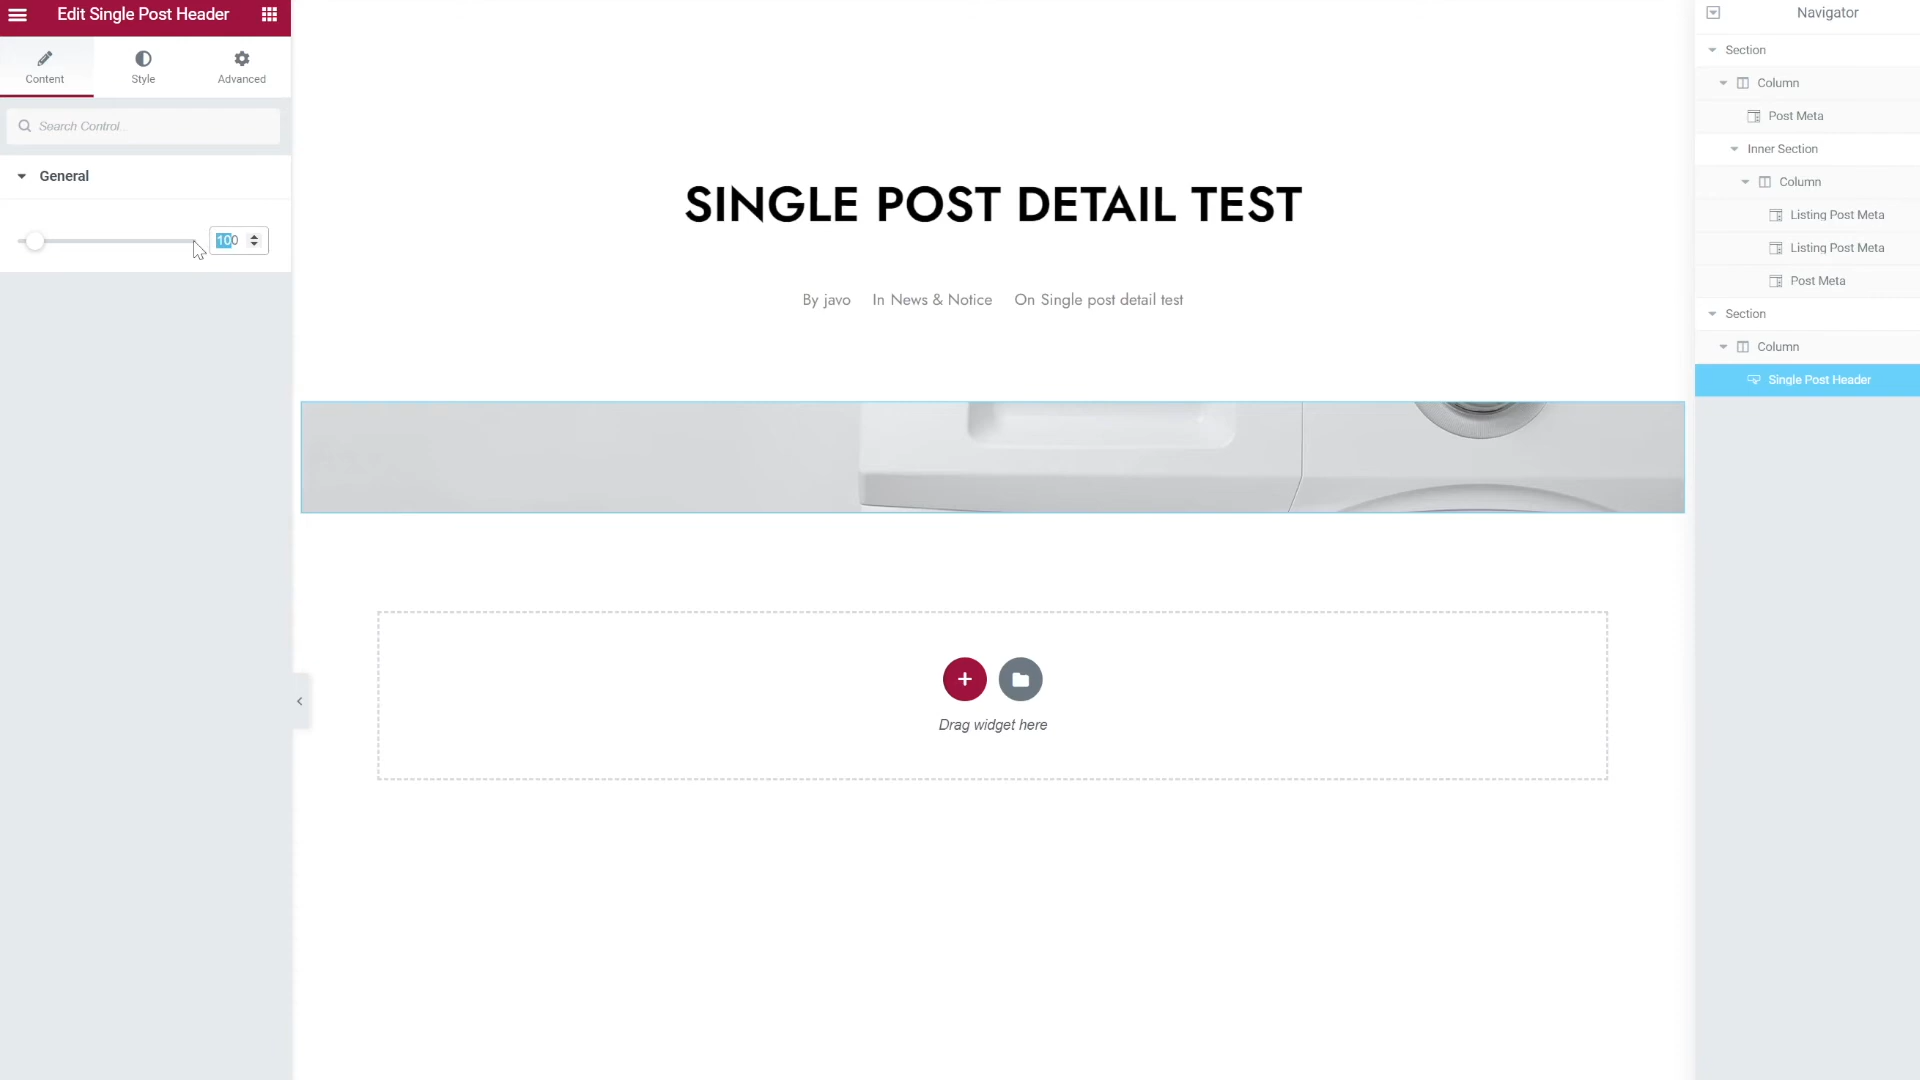 Edit Single Post Header
Content
Style
Advanced
Search Control...
General
100
SINGLE POST DETAIL TEST
By javo In News & Notice On Single post detail test
Drag widget here
Navigator
Section
Column
Post Meta
Inner Section
Column
Listing Post Meta
Listing Post Meta
Post Meta
Section
Column
Single Post Header